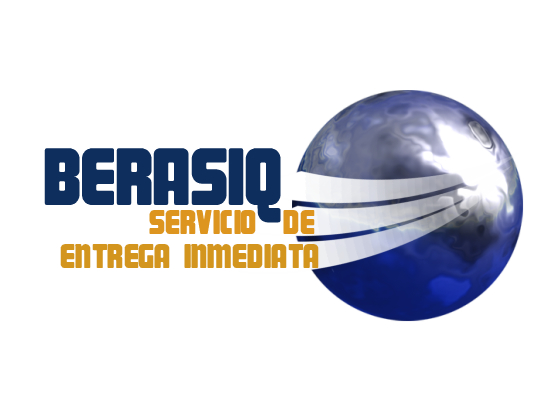 BERASIQ
SERVICIO DE
ENTREGA INMEDIATA